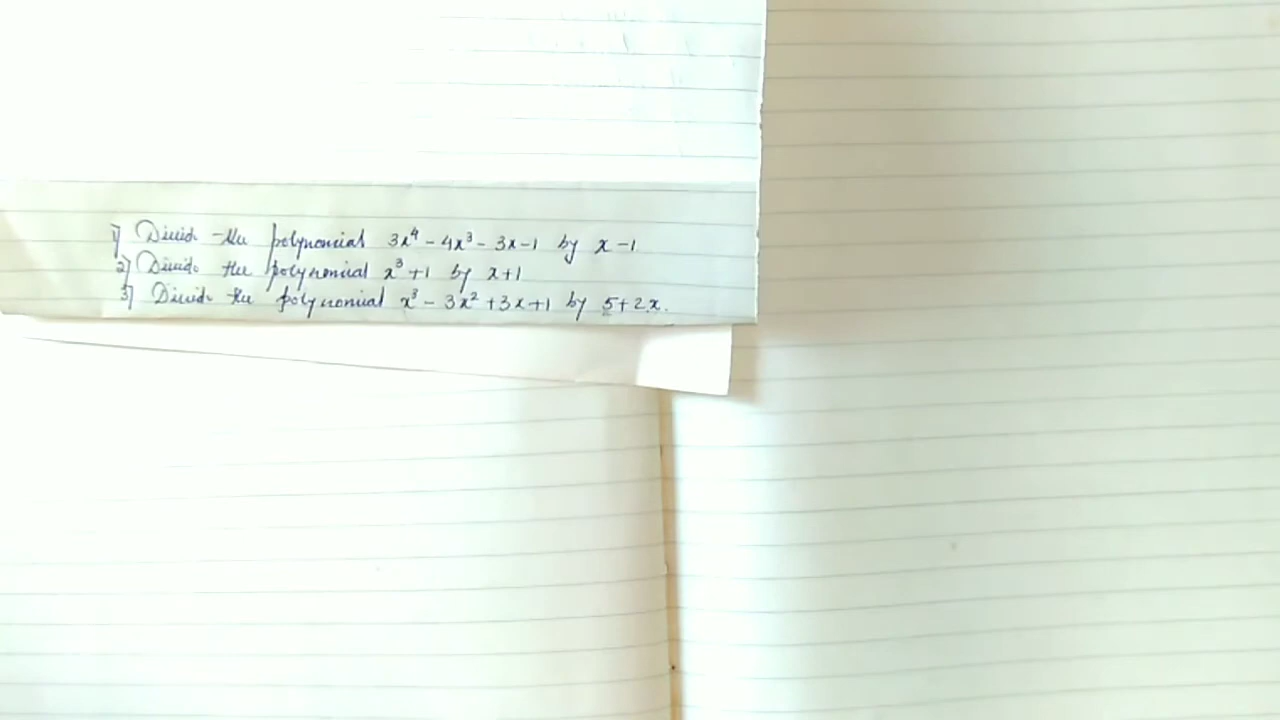 1) Divide the polynomial 3x⁴ - 4x³ - 3x - 1 by x - 1
2) Divide the polynomial x³ + 1 by x + 1
3) Divide the polynomial x³ - 3x² + 3x + 1 by 5 + 2x.